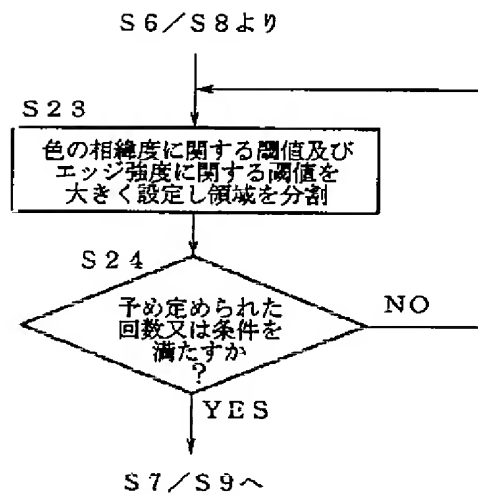 S6/S8より
S23
色の相緯度に関する閾値及び
エッジ強度に関する閾値を
大きく設定し領域を分割
S24
予め定められた
回数又は条件を
満たすか
?
NO
YES
S7/S9へ